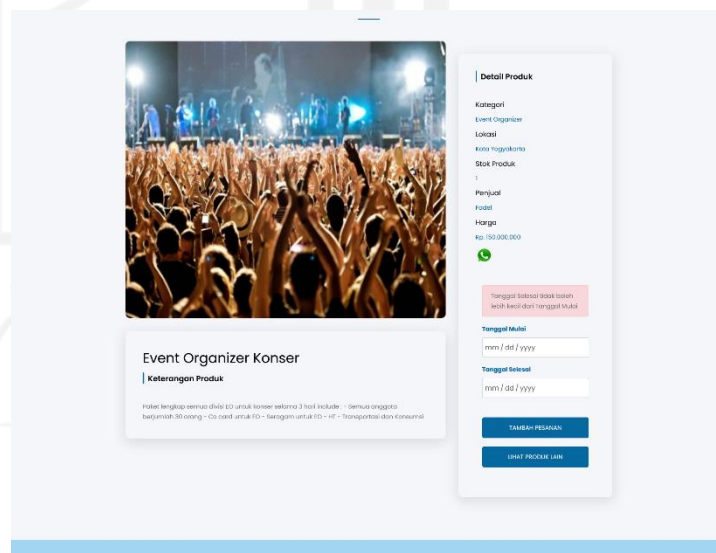 Detail Produk
Kategori
Event Organizer
Lokasi
Kota Yogyakarta
Stok Produk
1
Penjual
Fodel
Harga
Rp.150.000.000
Tanggal Selesai tidak boleh
lebih kecil dari Tanggal Mulai
Tanggal Mulai
mm / dd / yyyy
Tanggal Selesai
mm / dd / yyyy
TAMBAH PESANAN
LIHAT PRODUK LAIN
Event Organizer Konser
Keterangan Produk
Paket lengkap semua divisi EO untuk konser selama 3 hari include : - Semua anggota
berjumlah 30 orang - Co card untuk EO - Seragam untuk EO - HT - Transportasi dan Konsumsi